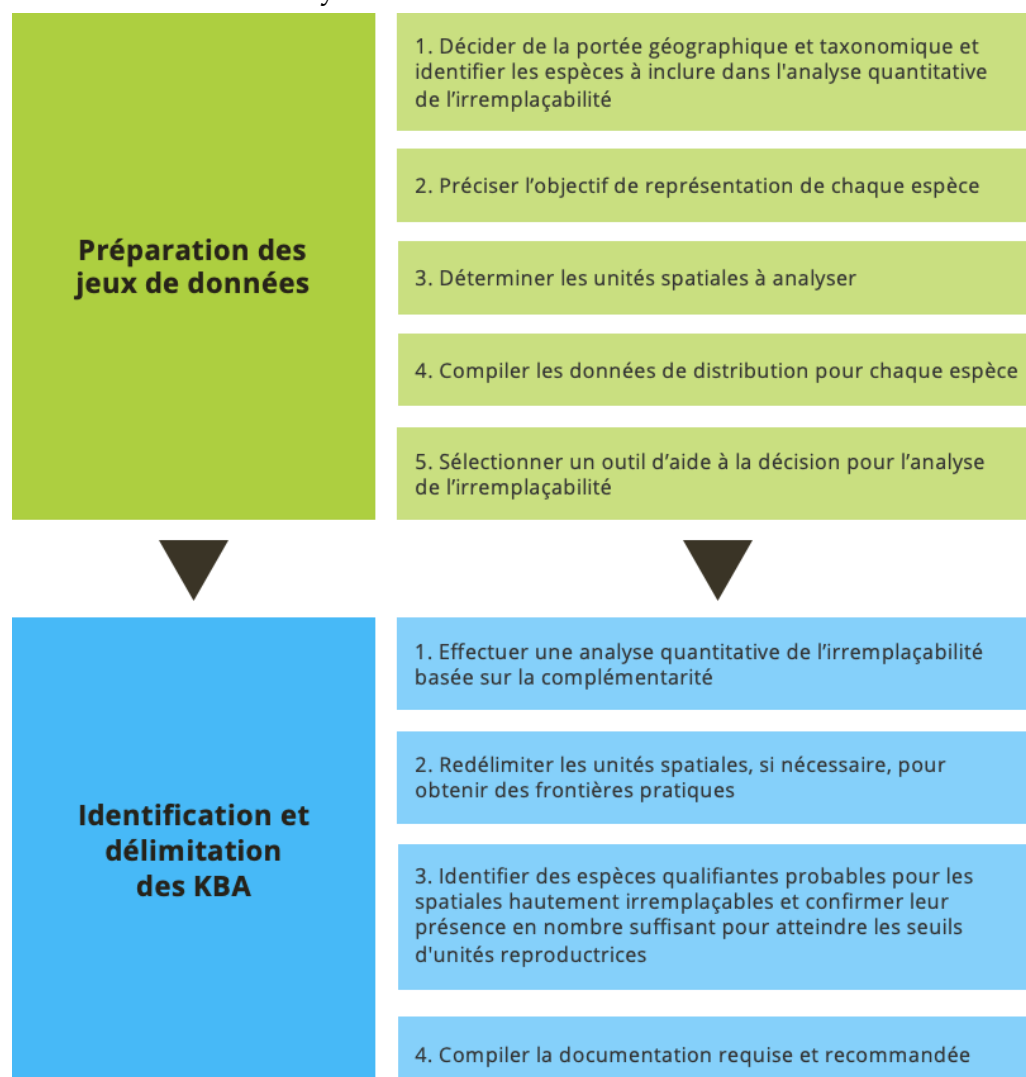 Préparation des
jeux de données
1. Décider de la portée géographique et taxonomique et
identifier les espèces à inclure dans l'analyse quantitative
de l’irremplaçabilité
2. Préciser l’objectif de représentation de chaque espèce
3. Déterminer les unités spatiales à analyser
4. Compiler les données de distribution pour chaque espèce
5. Sélectionner un outil d’aide à la décision pour l’analyse
de l’irremplaçabilité
Identification et
délimitation
des KBA
1. Effectuer une analyse quantitative de l’irremplaçabilité
basée sur la complémentarité
2. Redélimiter les unités spatiales, si nécessaire, pour
obtenir des frontières pratiques
3. Identifier des espèces qualifiantes probables pour les
spatiales hautement irremplaçables et confirmer leur
présence en nombre suffisant pour atteindre les seuils
d'unités reproductrices
4. Compiler la documentation requise et recommandée